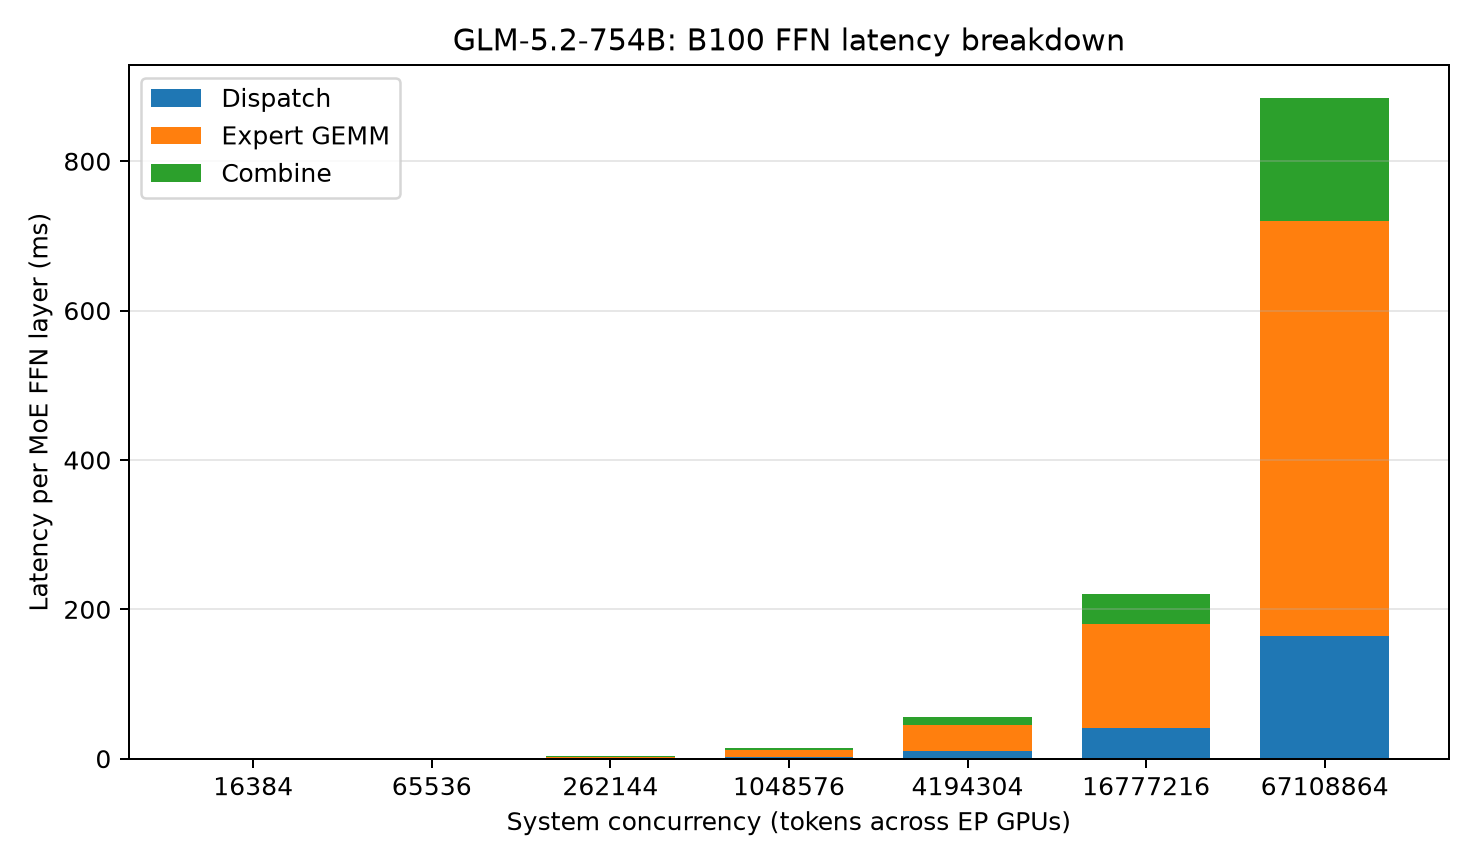 GLM-5.2-754B: B100 FFN latency breakdown
Dispatch
Expert GEMM
Combine
Latency per MoE FFN layer (ms)
800
600
400
200
0
16384 65536 262144 1048576 4194304 16777216 67108864
System concurrency (tokens across EP GPUs)